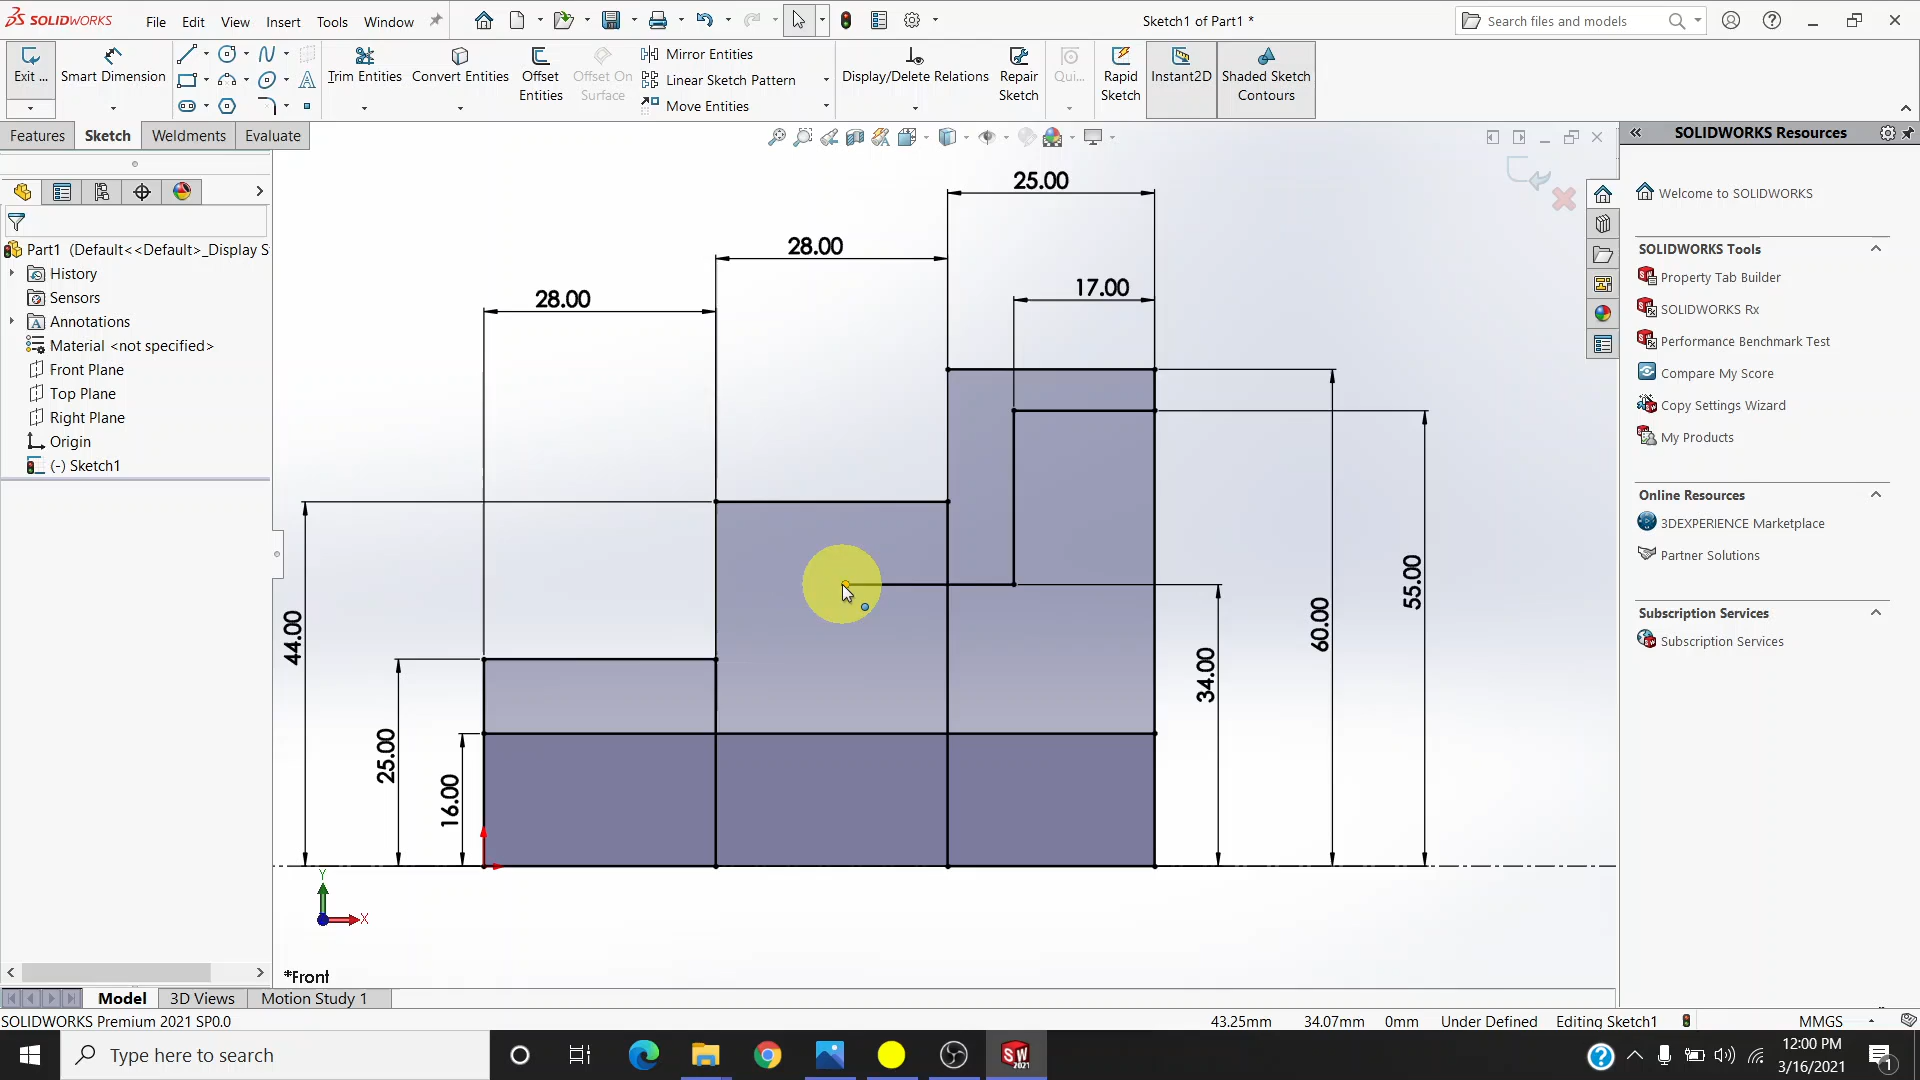 SOLIDWORKS File Edit View Insert Tools Window Sketch1 of Part1 * Search files and models
Exit ... Smart Dimension Trim Entities Convert Entities Offset Entities Offset On Surface Mirror Entities Linear Sketch Pattern Move Entities Display/Delete Relations Repair Sketch Qui... Rapid Sketch Instant2D Shaded Sketch Contours
Features Sketch Weldments Evaluate
Part1 (Default<<Default>_Display S
History
Sensors
Annotations
Material <not specified>
Front Plane
Top Plane
Right Plane
Origin
(-) Sketch1
25.00
28.00
17.00
28.00
44.00
25.00
16.00
34.00
60.00
55.00
Y
X
*Front
SOLIDWORKS Resources
Welcome to SOLIDWORKS
SOLIDWORKS Tools
Property Tab Builder
SOLIDWORKS Rx
Performance Benchmark Test
Compare My Score
Copy Settings Wizard
My Products
Online Resources
3DEXPERIENCE Marketplace
Partner Solutions
Subscription Services
Subscription Services
Model 3D Views Motion Study 1
SOLIDWORKS Premium 2021 SP0.0 43.25mm 34.07mm 0mm Under Defined Editing Sketch1 MMGS
Type here to search
SW
2021
12:00 PM
3/16/2021
1